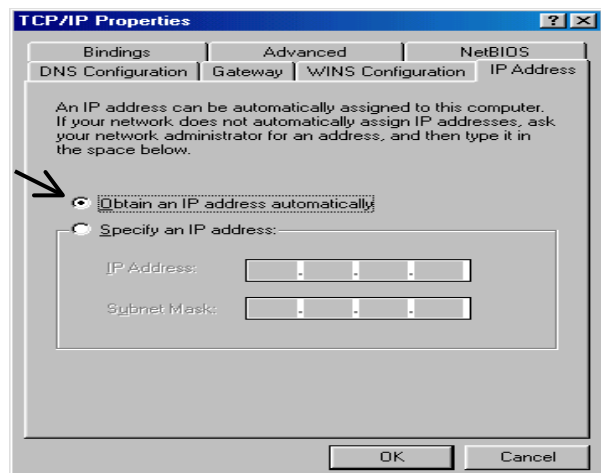 TCP/IP Properties
Bindings Advanced NetBIOS
DNS Configuration Gateway WINS Configuration IP Address
An IP address can be automatically assigned to this computer.
If your network does not automatically assign IP addresses, ask
your network administrator for an address, and then type it in
the space below.
Obtain an IP address automatically
Specify an IP address:
IP Address:
Subnet Mask:
OK Cancel